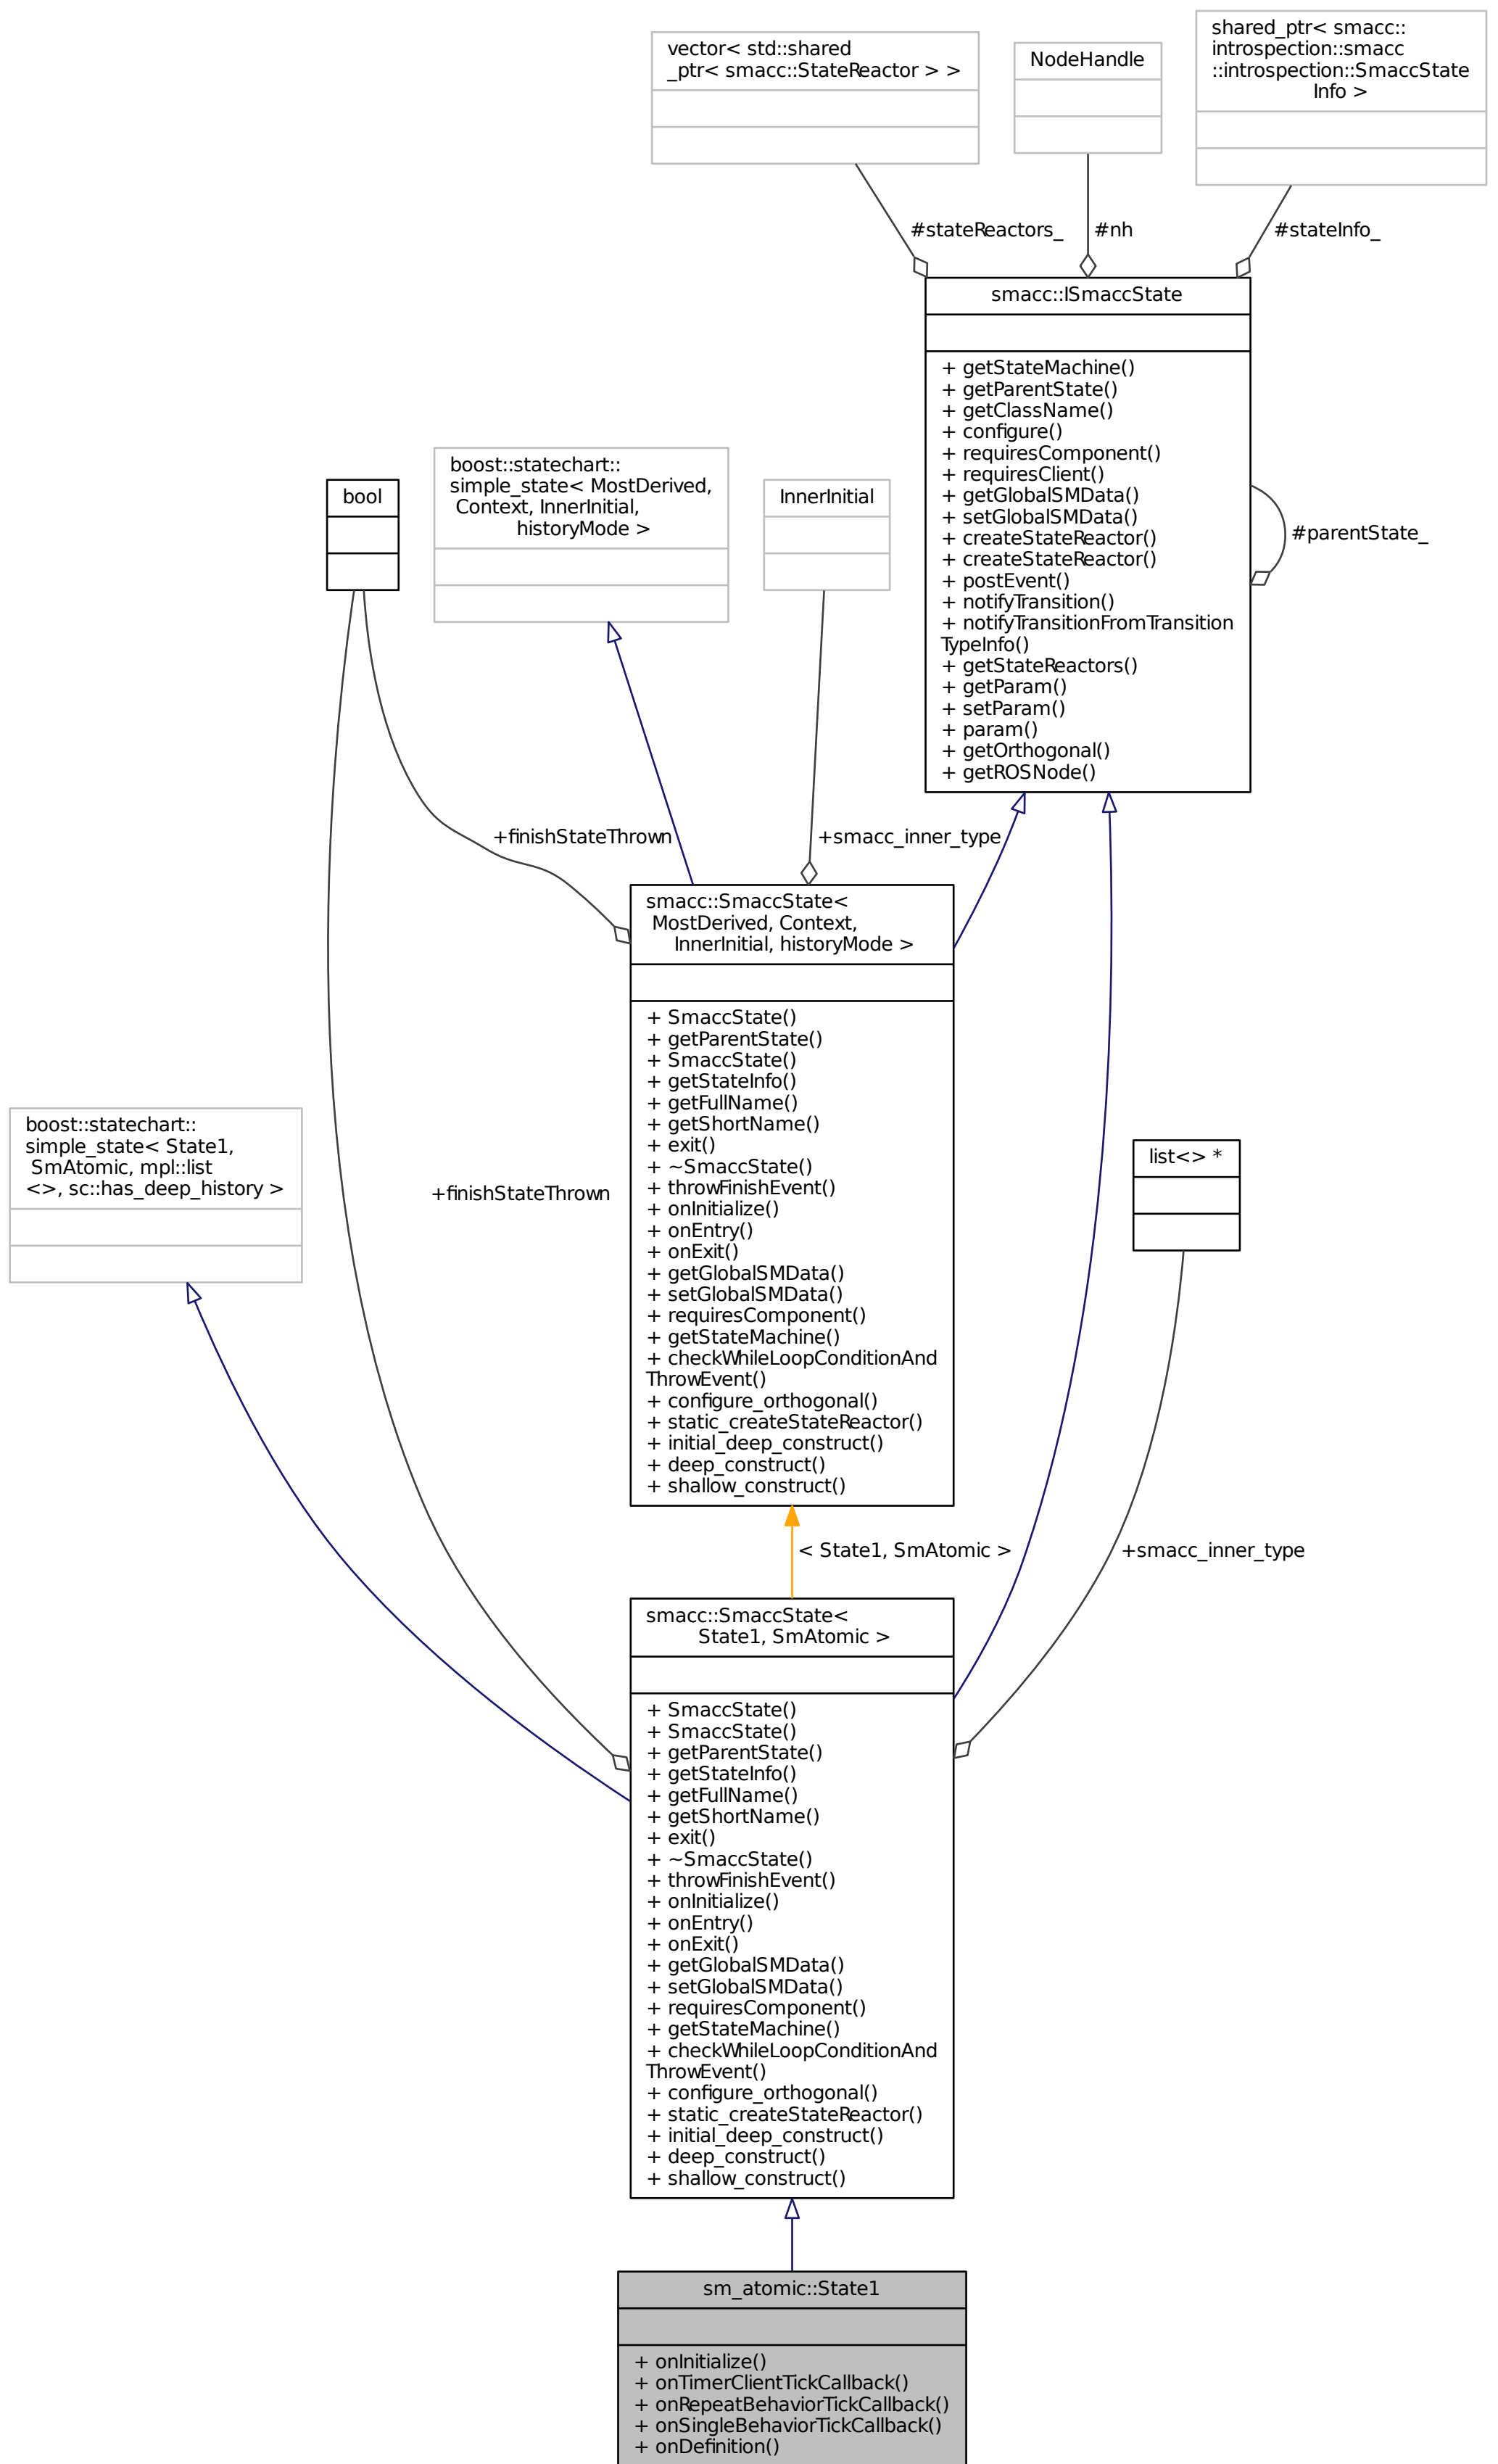 vector< std::shared
_ptr< smacc::StateReactor > >
NodeHandle
shared_ptr< smacc::
introspection::smacc
::introspection::SmaccState
Info >
#stateReactors_
#nh
#stateInfo_
smacc::ISmaccState
+ getStateMachine()
+ getParentState()
+ getClassName()
+ configure()
+ requiresComponent()
+ requiresClient()
+ getGlobalSMData()
+ setGlobalSMData()
+ createStateReactor()
+ createStateReactor()
+ postEvent()
+ notifyTransition()
+ notifyTransitionFromTransition
TypeInfo()
+ getStateReactors()
+ getParam()
+ setParam()
+ param()
+ getOrthogonal()
+ getROSNode()
#parentState_
bool
boost::statechart::
simple_state< MostDerived,
Context, InnerInitial,
historyMode >
InnerInitial
+finishStateThrown
+smacc_inner_type
smacc::SmaccState<
MostDerived, Context,
InnerInitial, historyMode >
+ SmaccState()
+ getParentState()
+ SmaccState()
+ getStateInfo()
+ getFullName()
+ getShortName()
+ exit()
+ ~SmaccState()
+ throwFinishEvent()
+ onInitialize()
+ onEntry()
+ onExit()
+ getGlobalSMData()
+ setGlobalSMData()
+ requiresComponent()
+ getStateMachine()
+ checkWhileLoopConditionAnd
ThrowEvent()
+ configure_orthogonal()
+ static_createStateReactor()
+ initial_deep_construct()
+ deep_construct()
+ shallow_construct()
boost::statechart::
simple_state< State1,
SmAtomic, mpl::list
<>, sc::has_deep_history >
+finishStateThrown
list<> *
< State1, SmAtomic >
+smacc_inner_type
smacc::SmaccState<
State1, SmAtomic >
+ SmaccState()
+ SmaccState()
+ getParentState()
+ getStateInfo()
+ getFullName()
+ getShortName()
+ exit()
+ ~SmaccState()
+ throwFinishEvent()
+ onInitialize()
+ onEntry()
+ onExit()
+ getGlobalSMData()
+ setGlobalSMData()
+ requiresComponent()
+ getStateMachine()
+ checkWhileLoopConditionAnd
ThrowEvent()
+ configure_orthogonal()
+ static_createStateReactor()
+ initial_deep_construct()
+ deep_construct()
+ shallow_construct()
sm_atomic::State1
+ onInitialize()
+ onTimerClientTickCallback()
+ onRepeatBehaviorTickCallback()
+ onSingleBehaviorTickCallback()
+ onDefinition()